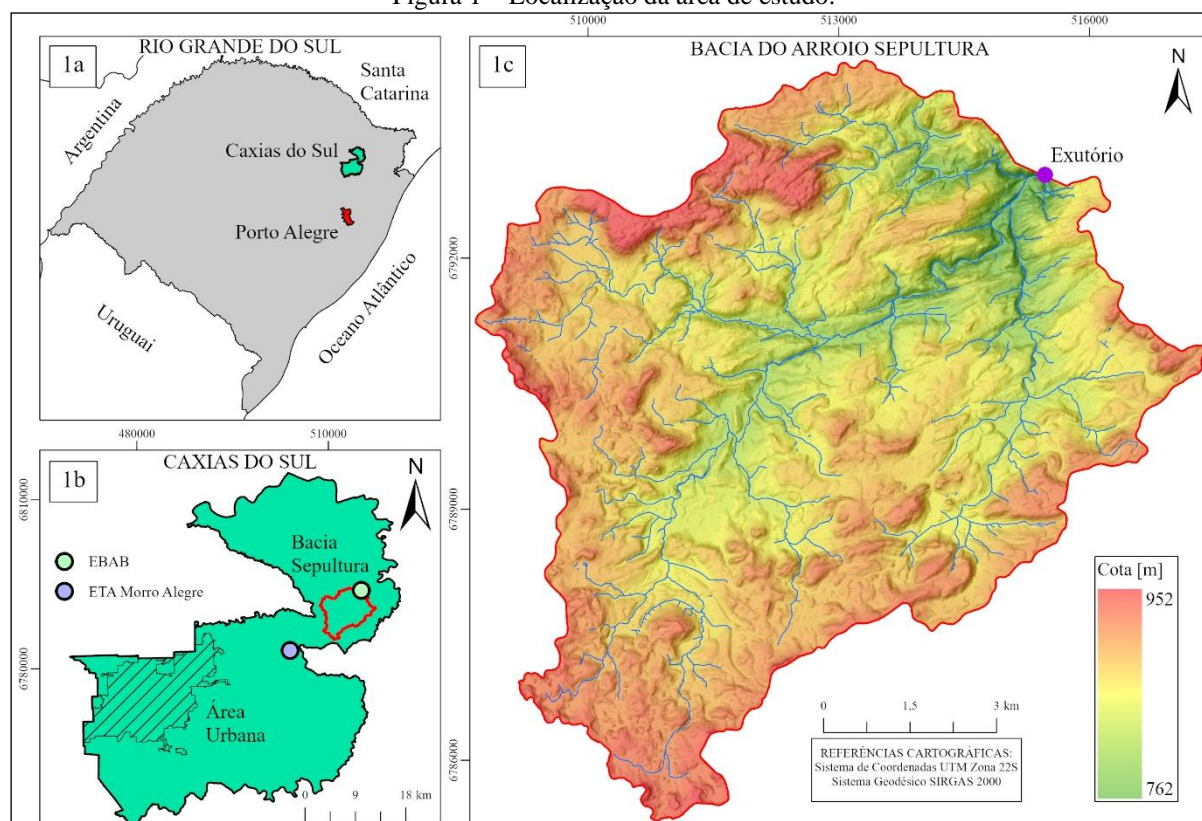 Figura 1 – Localização da área de estudo.
RIO GRANDE DO SUL
1a
Santa
Catarina
Argentina
Caxias do Sul
Porto Alegre
Uruguai
Oceano Atlântico
480000
510000
CAXIAS DO SUL
1b
N
6810000
6780000
EBAB
ETA Morro Alegre
Bacia
Sepultura
Área
Urbana
0 9 18 km
510000
513000
516000
BACIA DO ARROIO SEPULTURA
1c
N
Exutório
6792000
6789000
6786000
0 1,5 3 km
REFERÊNCIAS CARTOGRÁFICAS:
Sistema de Coordenadas UTM Zona 22S
Sistema Geodésico SIRGAS 2000
Cota [m]
952
762